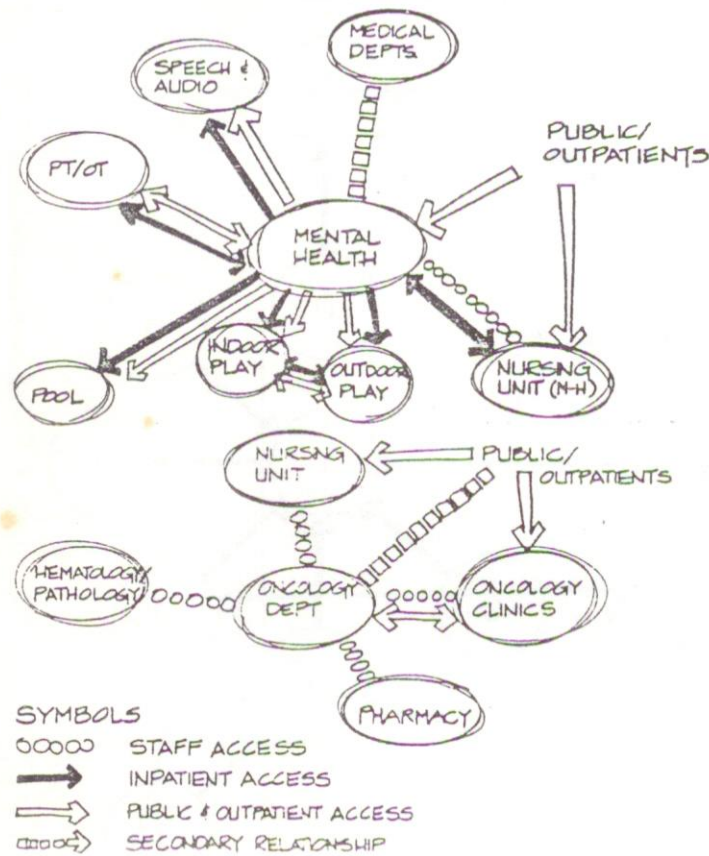 MEDICAL
DEPTS.
SPEECH &
AUDIO
PUBLIC/
OUTPATIENTS
PT/OT
MENTAL
HEALTH
INDOOR
PLAY
OUTDOOR
PLAY
NURSING
UNIT (M-H)
POOL
NURSING
UNIT
PUBLIC/
OUTPATIENTS
HEMATOLOGY/
PATHOLOGY
ONCOLOGY
DEPT
ONCOLOGY
CLINICS
PHARMACY
SYMBOLS
STAFF ACCESS
INPATIENT ACCESS
PUBLIC & OUTPATIENT ACCESS
SECONDARY RELATIONSHIP